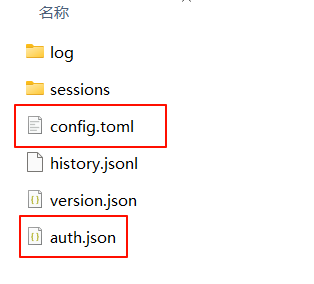 名称
log
sessions
config.toml
history.jsonl
version.json
auth.json